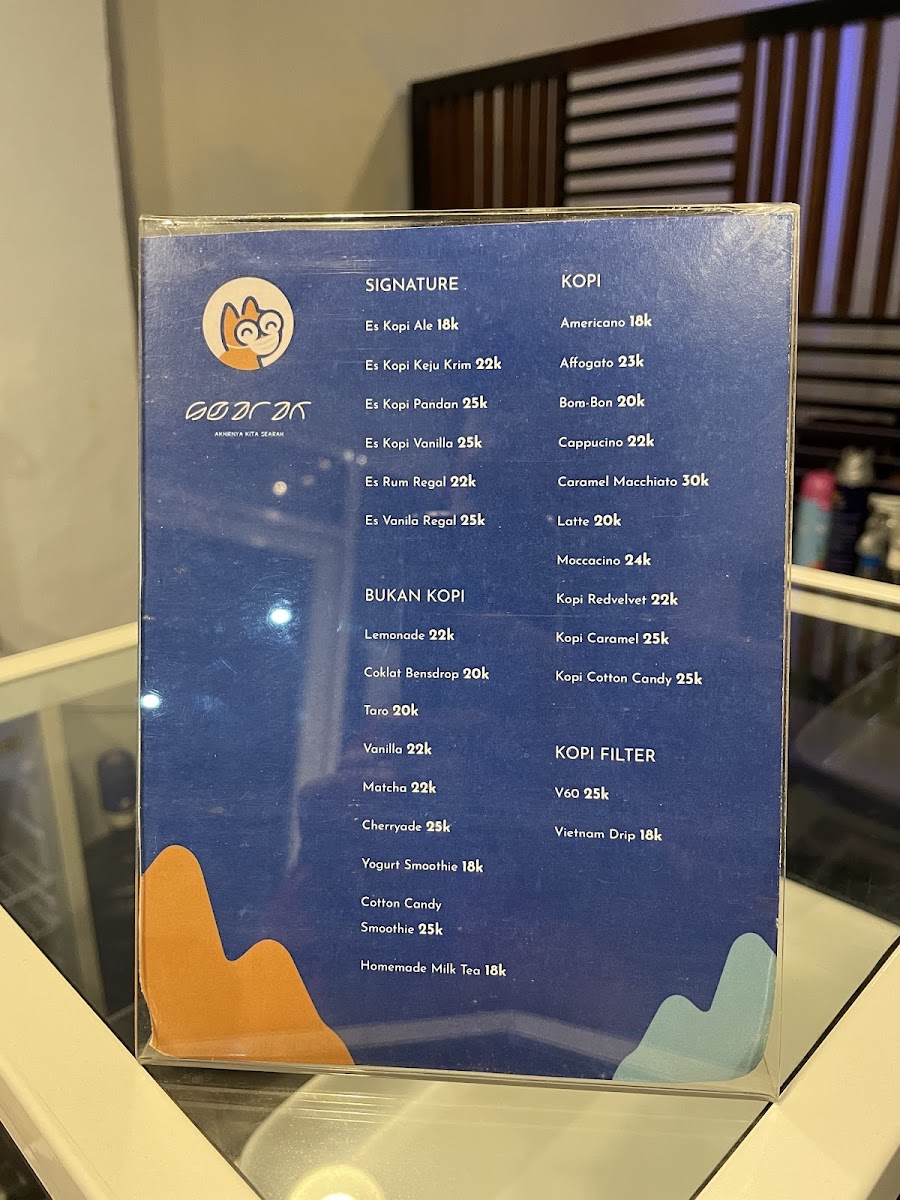 searah
AKHIRNYA KITA SEARAH
SIGNATURE
Es Kopi Ale 18k
Es Kopi Keju Krim 22k
Es Kopi Pandan 25k
Es Kopi Vanilla 25k
Es Rum Regal 22k
Es Vanila Regal 25k
BUKAN KOPI
Lemonade 22k
Coklat Bensdrop 20k
Taro 20k
Vanilla 22k
Matcha 22k
Cherryade 25k
Yogurt Smoothie 18k
Cotton Candy
Smoothie 25k
Homemade Milk Tea 18k
KOPI
Americano 18k
Affogato 23k
Bom-Bon 20k
Cappucino 22k
Caramel Macchiato 30k
Latte 20k
Moccacino 24k
Kopi Redvelvet 22k
Kopi Caramel 25k
Kopi Cotton Candy 25k
KOPI FILTER
V60 25k
Vietnam Drip 18k